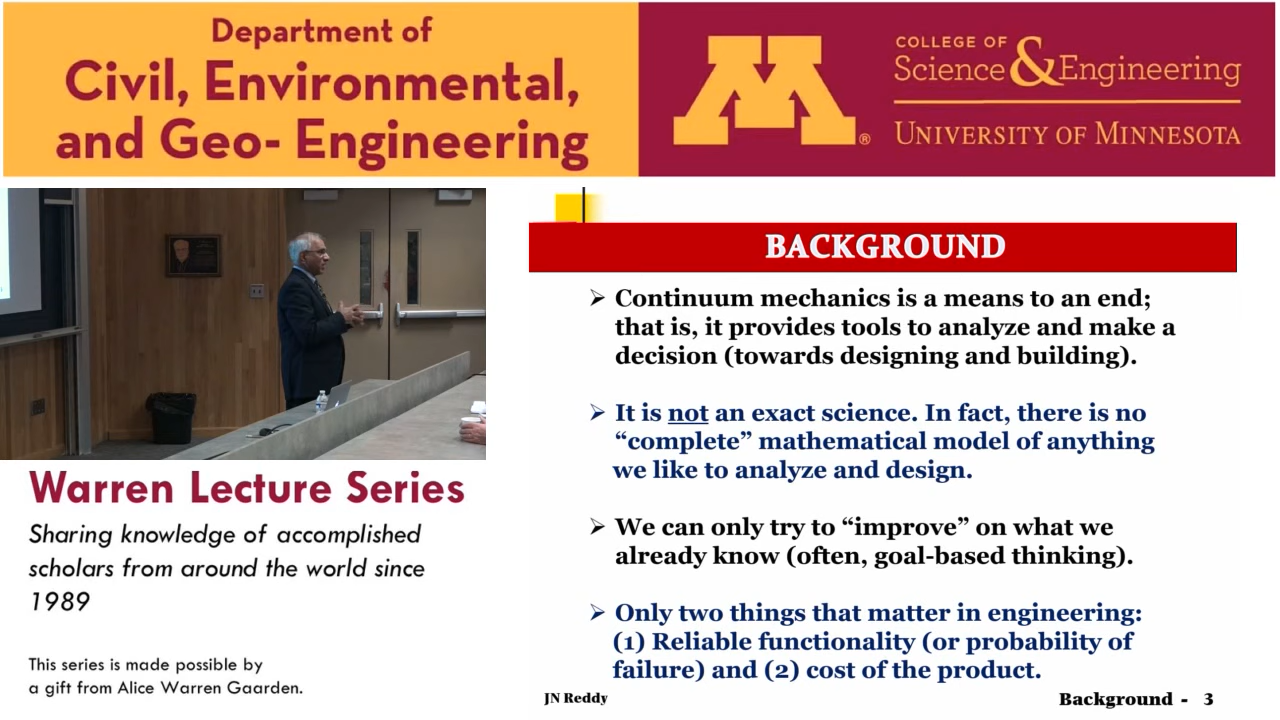 Department of
Civil, Environmental,
and Geo- Engineering
M
®
COLLEGE OF
Science & Engineering
UNIVERSITY OF MINNESOTA
Warren Lecture Series
Sharing knowledge of accomplished
scholars from around the world since
1989
This series is made possible by
a gift from Alice Warren Gaarden.
BACKGROUND
➢ Continuum mechanics is a means to an end;
that is, it provides tools to analyze and make a
decision (towards designing and building).
➢ It is not an exact science. In fact, there is no
“complete” mathematical model of anything
we like to analyze and design.
➢ We can only try to “improve” on what we
already know (often, goal-based thinking).
➢ Only two things that matter in engineering:
(1) Reliable functionality (or probability of
failure) and (2) cost of the product.
JN Reddy
Background - 3